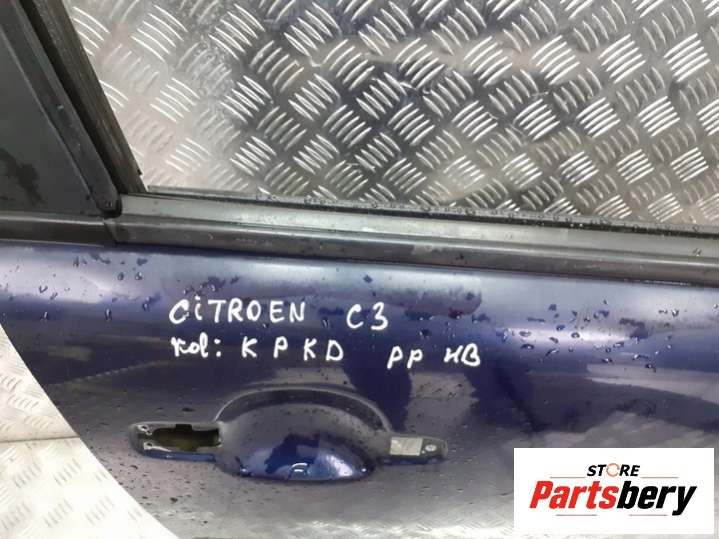 CITROEN C3
kol: KPKD PP HB
STORE
Partsbery